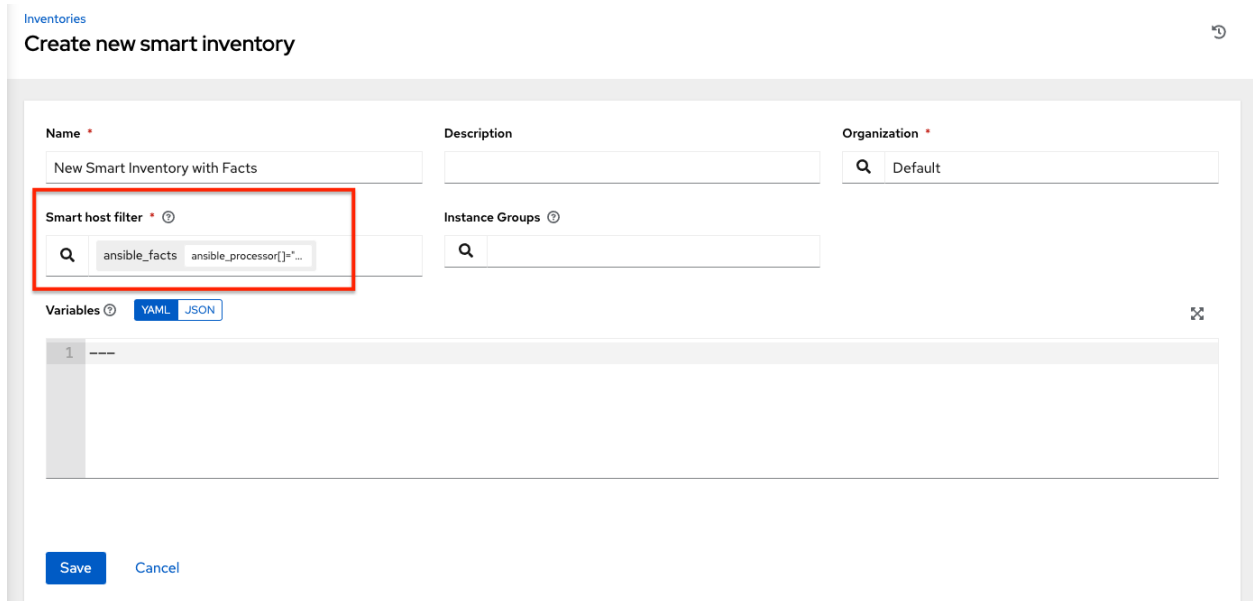 Inventories
Create new smart inventory
Name *
Description
Organization *
New Smart Inventory with Facts
Default
Smart host filter *
Instance Groups
ansible_facts ansible_processor[]="...
Variables
YAML
JSON
1 ---
Save
Cancel